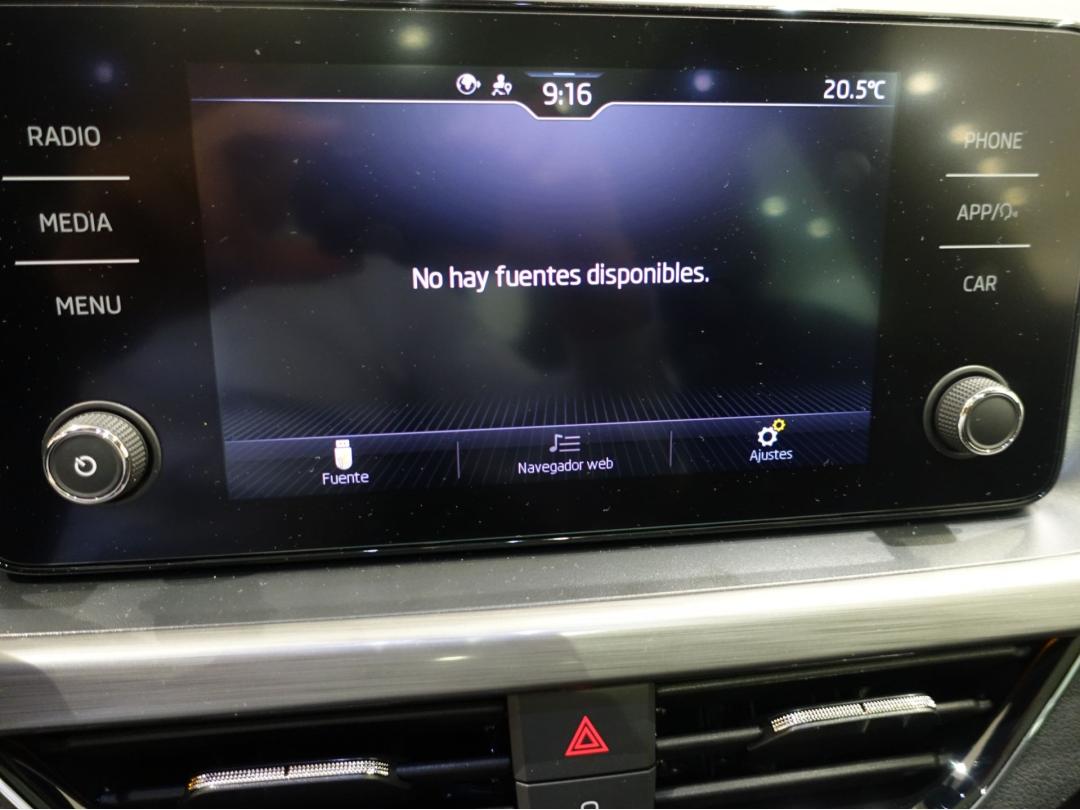 9:16
20.5°C
RADIO
MEDIA
MENU
PHONE
APP/
CAR
No hay fuentes disponibles.
Fuente
Navegador web
Ajustes